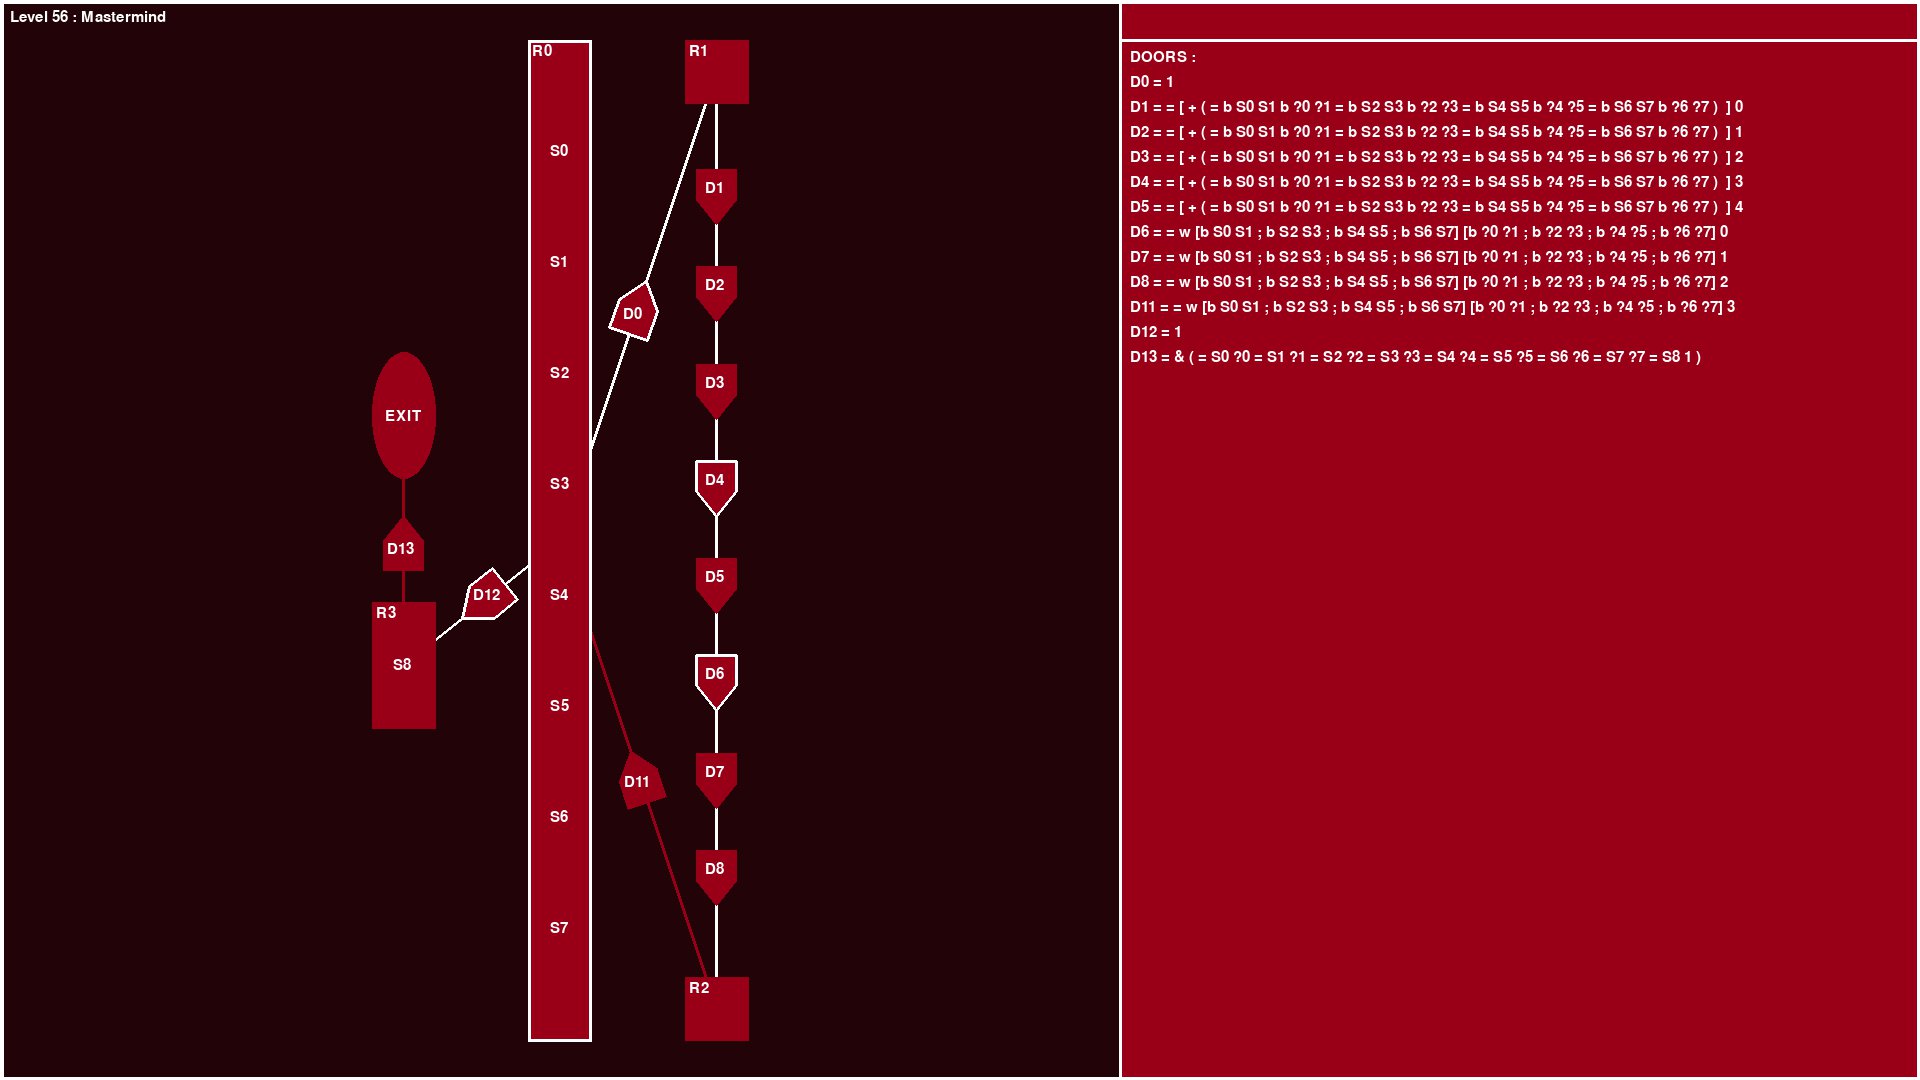 Level 56 : Mastermind
R0
R1
S0
D1
S1
D2
D0
S2
D3
EXIT
D4
S3
D13
D5
D12
S4
R3
S8
D6
S5
D7
D11
S6
D8
S7
R2
DOORS :
D0 = 1
D1 = = [ + ( = b S0 S1 b ?0 ?1 = b S2 S3 b ?2 ?3 = b S4 S5 b ?4 ?5 = b S6 S7 b ?6 ?7 ) ] 0
D2 = = [ + ( = b S0 S1 b ?0 ?1 = b S2 S3 b ?2 ?3 = b S4 S5 b ?4 ?5 = b S6 S7 b ?6 ?7 ) ] 1
D3 = = [ + ( = b S0 S1 b ?0 ?1 = b S2 S3 b ?2 ?3 = b S4 S5 b ?4 ?5 = b S6 S7 b ?6 ?7 ) ] 2
D4 = = [ + ( = b S0 S1 b ?0 ?1 = b S2 S3 b ?2 ?3 = b S4 S5 b ?4 ?5 = b S6 S7 b ?6 ?7 ) ] 3
D5 = = [ + ( = b S0 S1 b ?0 ?1 = b S2 S3 b ?2 ?3 = b S4 S5 b ?4 ?5 = b S6 S7 b ?6 ?7 ) ] 4
D6 = = w [b S0 S1 ; b S2 S3 ; b S4 S5 ; b S6 S7] [b ?0 ?1 ; b ?2 ?3 ; b ?4 ?5 ; b ?6 ?7] 0
D7 = = w [b S0 S1 ; b S2 S3 ; b S4 S5 ; b S6 S7] [b ?0 ?1 ; b ?2 ?3 ; b ?4 ?5 ; b ?6 ?7] 1
D8 = = w [b S0 S1 ; b S2 S3 ; b S4 S5 ; b S6 S7] [b ?0 ?1 ; b ?2 ?3 ; b ?4 ?5 ; b ?6 ?7] 2
D11 = = w [b S0 S1 ; b S2 S3 ; b S4 S5 ; b S6 S7] [b ?0 ?1 ; b ?2 ?3 ; b ?4 ?5 ; b ?6 ?7] 3
D12 = 1
D13 = & ( = S0 ?0 = S1 ?1 = S2 ?2 = S3 ?3 = S4 ?4 = S5 ?5 = S6 ?6 = S7 ?7 = S8 1 )